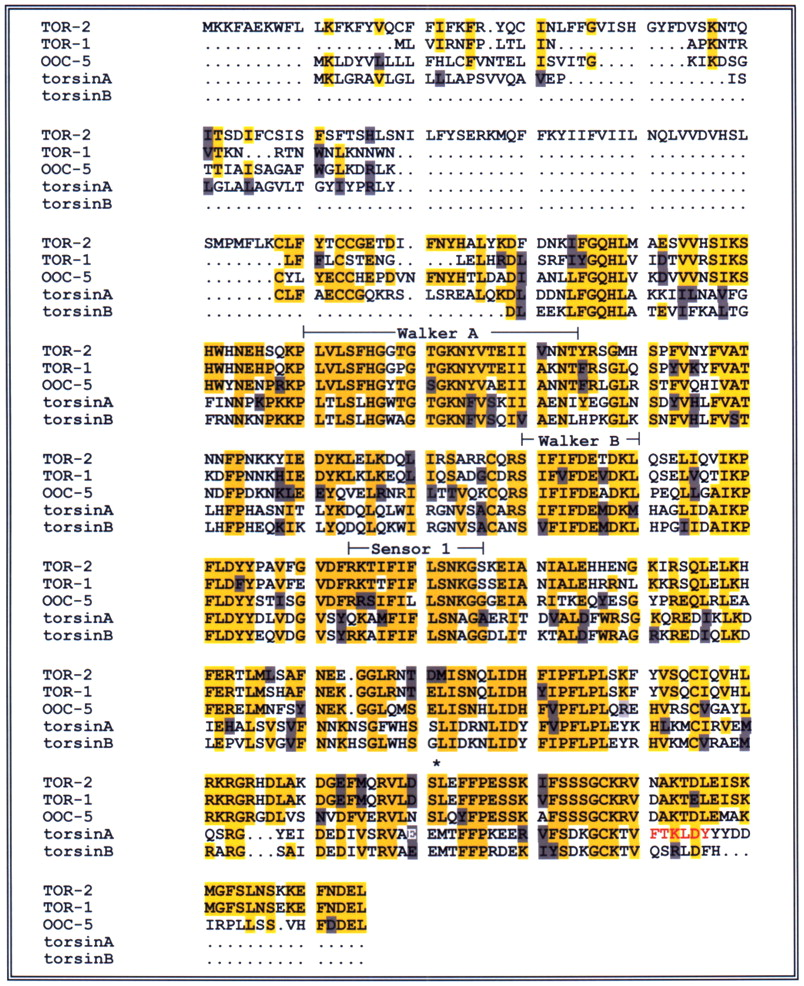 TOR-2 MKKFAEKWFL LKFKFYVQCF FIFKFR.YQC INLFFGVISH GYFDVSKNTQ
TOR-1 .......... .......MLV IRNFP.LTL IN........ ..APKNTR
OOC-5 .......... MKLDYVLLLL FHLCFVNTEL ISVITG.... ..KIKDSG
torsinA .......... MKLGRAVLGL LLLAPSVVQA VEP....... ......IS
torsinB .......... .......... .......... .......... ..........
TOR-2 ITSDIFCSIS FSFTSHLSNI LFYSERKMQF FKYIIFVIIL NQLVVDVHSL
TOR-1 VTKN...RTN WNLKNNWN.. .......... .......... ..........
OOC-5 TTIAISAGAF WGLKDRLK.. .......... .......... ..........
torsinA LGLALAGVLT GYIYPRLY.. .......... .......... ..........
torsinB .......... .......... .......... .......... ..........
TOR-2 SMPMFLKCLF YTCCGETDI. FNYHALYKDF DNKIFGQHLM AESVVHSIKS
TOR-1 ........LF FLCSTENG.. ...LELHRDL SRFIYGQHLV IDTVVRSIKS
OOC-5 .......CYL YECCHEPDVN FNYHTLDADI ANLLFGQHLV KDVVVNSIKS
torsinA .......CLF AECCGQKRS. LSREALQKDL DDNLFGQHLA KKIILNAVFG
torsinB .......... .......... ........DL EEKLFGQHLA TEVIFKALTG
Walker A
TOR-2 HWHNEHSQKP LVLSFHGGTG TGKNYVTEII VNNTYRSGMH SPFVNYFVAT
TOR-1 HWHNEHPQKP LVLSFHGGPG TGKNYVTEII AKNTFRSGLQ SPYVKYFVAT
OOC-5 HWYNENPRKP LVLSFHGYTG SGKNYVAEII ANNTFRLGLR STFVQHIVAT
torsinA FINNPKPKKP LTLSLHGWTG TGKNFVSKII AENIYEGGLN SDYVHLFVAT
torsinB FRNNKNPKKP LTLSLHGWAG TGKNFVSQIV AENLHPKGLK SNFVHLFVST
Walker B
TOR-2 NNFPNKKYIE DYKLELKDQL IRSARRCQRS IFIFDETDKL QSELIQVIKP
TOR-1 KDFPNNKHIE DYKLKLKEQL IQSADGCDRS IFVFDEVDKL QSELVQTIKP
OOC-5 NDFPDKNKLE EYQVELRNRI LTTVQKCQRS IFIFDEADKL PEQLLGAIKP
torsinA LHFPHASNIT LYKDQLQLWI RGNVSACARS IFIFDEMDKM HAGLIDAIKP
torsinB LHFPHEQKIK LYQDQLQKWI RGNVSACANS VFIFDEMDKL HPGIIDAIKP
Sensor 1
TOR-2 FLDYYPAVFG VDFRKTIFIF LSNKGSKEIA NIALEHHENG KIRSQLELKH
TOR-1 FLDFYPAVFE VDFRKTTFIF LSNKGSSEIA NIALEHRRNL KKRSQLELKH
OOC-5 FLDYYSTISG VDFRRSIFIL LSNKGGGEIA RITKEQYESG YPREQLRLEA
torsinA FLDYYDLVDG VSYQKAMFIF LSNAGAERIT DVALDFWRSG KQREDIKLKD
torsinB FLDYYEQVDG VSYRKAIFIF LSNAGGDLIT KTALDFWRAG RKREDIQLKD
TOR-2 FERTLMLSAF NEE.GGLRNT DMISNQLIDH FIPFLPLSKF YVSQCIQVHL
TOR-1 FERTLMSHAF NEK.GGLRNT ELISNQLIDH YIPFLPLSKF YVSQCIQVHL
OOC-5 FERELMNFSY NEK.GGLQMS ELISNHLIDH FVPFLPLQRE HVRSCVGAYL
torsinA IEHALSVSVF NNKNSGFWHS SLIDRNLIDY FVPFLPLEYK HLKMCIRVEM
torsinB LEPVLSVGVF NNKHSGLWHS GLIDKNLIDY FIPFLPLEYR HVKMCVRAEM
*
TOR-2 RKRGRHDLAK DGEFMQRVLD SLEFFPESSK IFSSSGCKRV NAKTDLEISK
TOR-1 RKRGRHDLAK DGEFMQRVLD SLEFFPESSK IFSSSGCKRV DAKTELEISK
OOC-5 RKRGRGDLVS NVDFVERVLN SLQYFPESSK AFSSSGCKRV DAKTDLEMAK
torsinA QSRG...YEI DEDIVSRVAE EMTFFPKEER VFSDKGCKTV FTKLDYYYDD
torsinB RARG...SAI DEDIVTRVAE EMTFFPRDEK IYSDKGCKTV QSRLDFH...
TOR-2 MGFSLNSKKE FNDEL
TOR-1 MGFSLNSEKE FNDEL
OOC-5 IRPLLSS.VH FDDEL
torsinA .......... .....
torsinB .......... .....